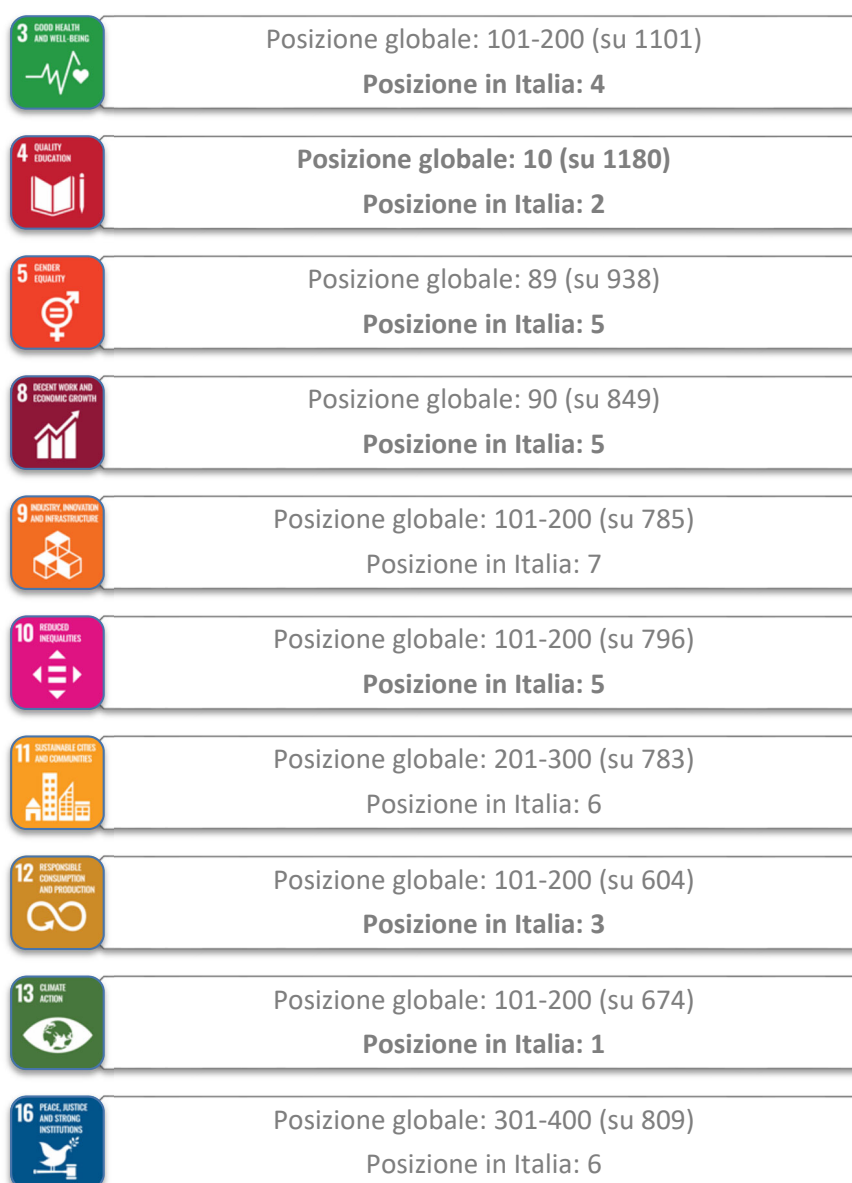 3 GOOD HEALTH
AND WELL-BEING
Posizione globale: 101-200 (su 1101)
Posizione in Italia: 4
4 QUALITY
EDUCATION
Posizione globale: 10 (su 1180)
Posizione in Italia: 2
5 GENDER
EQUALITY
Posizione globale: 89 (su 938)
Posizione in Italia: 5
8 DECENT WORK AND
ECONOMIC GROWTH
Posizione globale: 90 (su 849)
Posizione in Italia: 5
9 INDUSTRY, INNOVATION
AND INFRASTRUCTURE
Posizione globale: 101-200 (su 785)
Posizione in Italia: 7
10 REDUCED
INEQUALITIES
Posizione globale: 101-200 (su 796)
Posizione in Italia: 5
11 SUSTAINABLE CITIES
AND COMMUNITIES
Posizione globale: 201-300 (su 783)
Posizione in Italia: 6
12 RESPONSIBLE
CONSUMPTION
AND PRODUCTION
Posizione globale: 101-200 (su 604)
Posizione in Italia: 3
13 CLIMATE
ACTION
Posizione globale: 101-200 (su 674)
Posizione in Italia: 1
16 PEACE, JUSTICE
AND STRONG
INSTITUTIONS
Posizione globale: 301-400 (su 809)
Posizione in Italia: 6